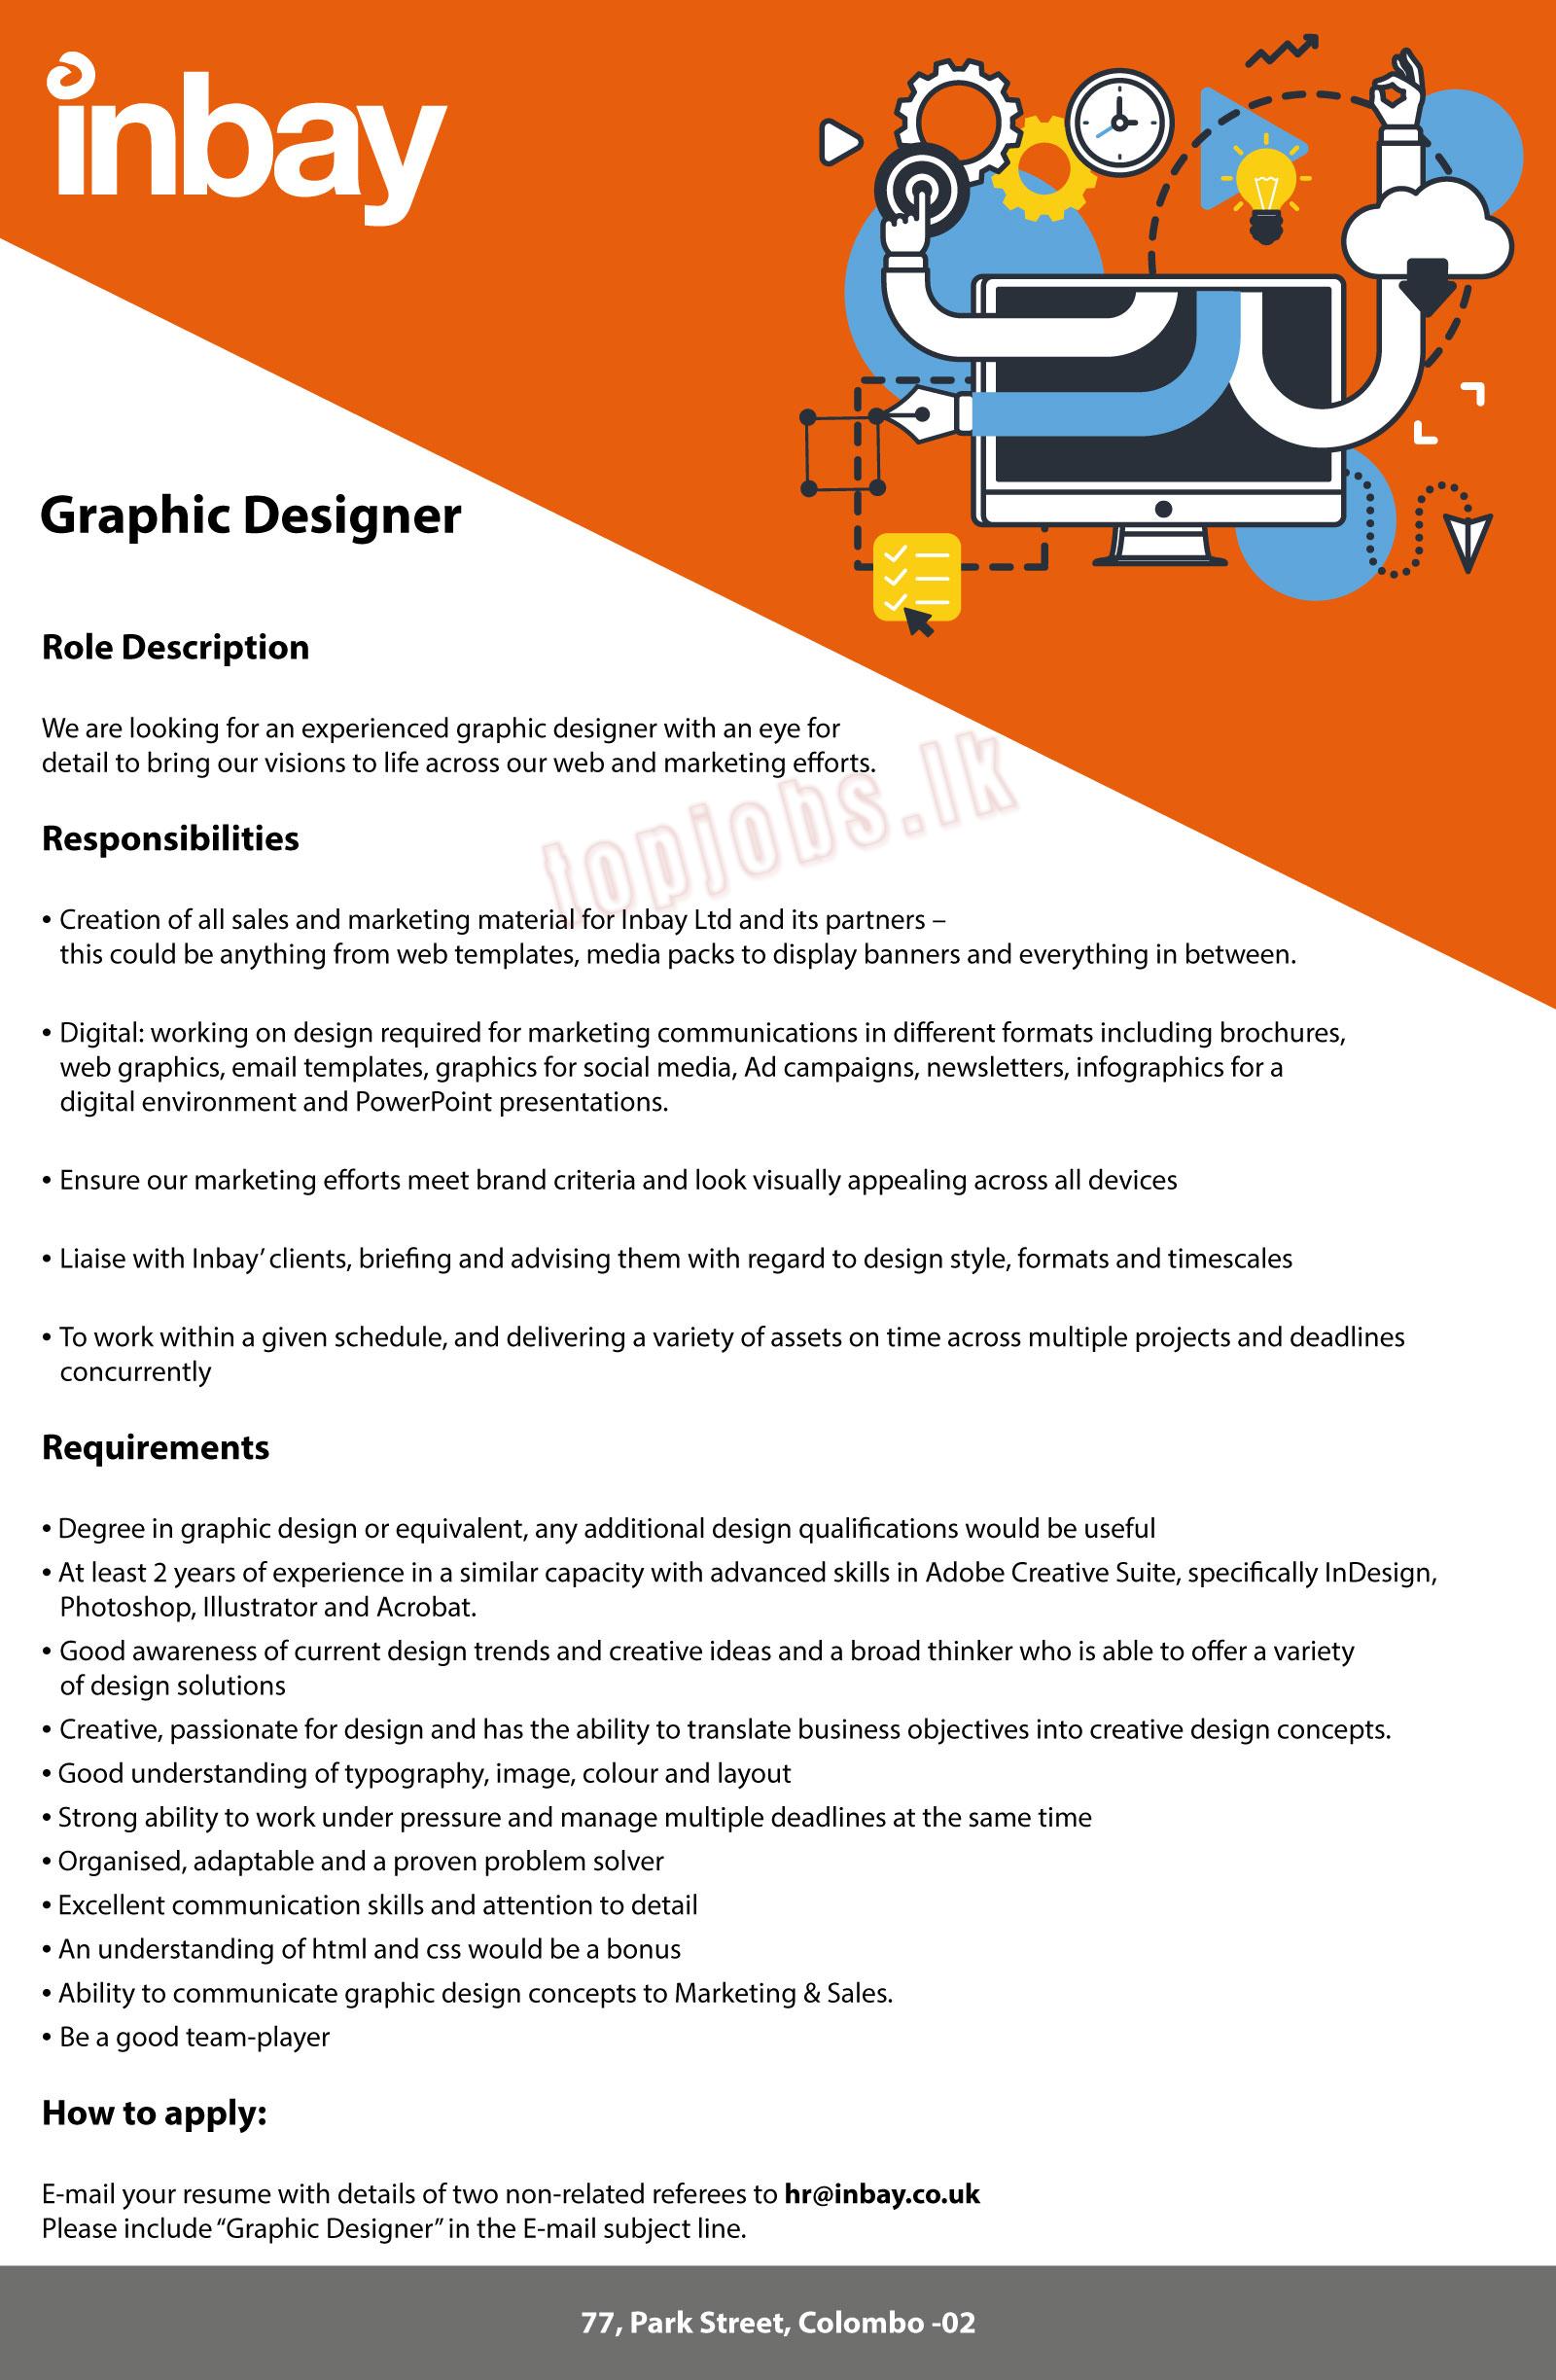 inbay
Graphic Designer
Role Description
We are looking for an experienced graphic designer with an eye for
detail to bring our visions to life across our web and marketing efforts.
topjobs.lk
Responsibilities
• Creation of all sales and marketing material for Inbay Ltd and its partners –
this could be anything from web templates, media packs to display banners and everything in between.
• Digital: working on design required for marketing communications in different formats including brochures,
web graphics, email templates, graphics for social media, Ad campaigns, newsletters, infographics for a
digital environment and PowerPoint presentations.
• Ensure our marketing efforts meet brand criteria and look visually appealing across all devices
• Liaise with Inbay’ clients, briefing and advising them with regard to design style, formats and timescales
• To work within a given schedule, and delivering a variety of assets on time across multiple projects and deadlines
concurrently
Requirements
• Degree in graphic design or equivalent, any additional design qualifications would be useful
• At least 2 years of experience in a similar capacity with advanced skills in Adobe Creative Suite, specifically InDesign,
Photoshop, Illustrator and Acrobat.
• Good awareness of current design trends and creative ideas and a broad thinker who is able to offer a variety
of design solutions
• Creative, passionate for design and has the ability to translate business objectives into creative design concepts.
• Good understanding of typography, image, colour and layout
• Strong ability to work under pressure and manage multiple deadlines at the same time
• Organised, adaptable and a proven problem solver
• Excellent communication skills and attention to detail
• An understanding of html and css would be a bonus
• Ability to communicate graphic design concepts to Marketing & Sales.
• Be a good team-player
How to apply:
E-mail your resume with details of two non-related referees to hr@inbay.co.uk
Please include “Graphic Designer” in the E-mail subject line.
77, Park Street, Colombo -02